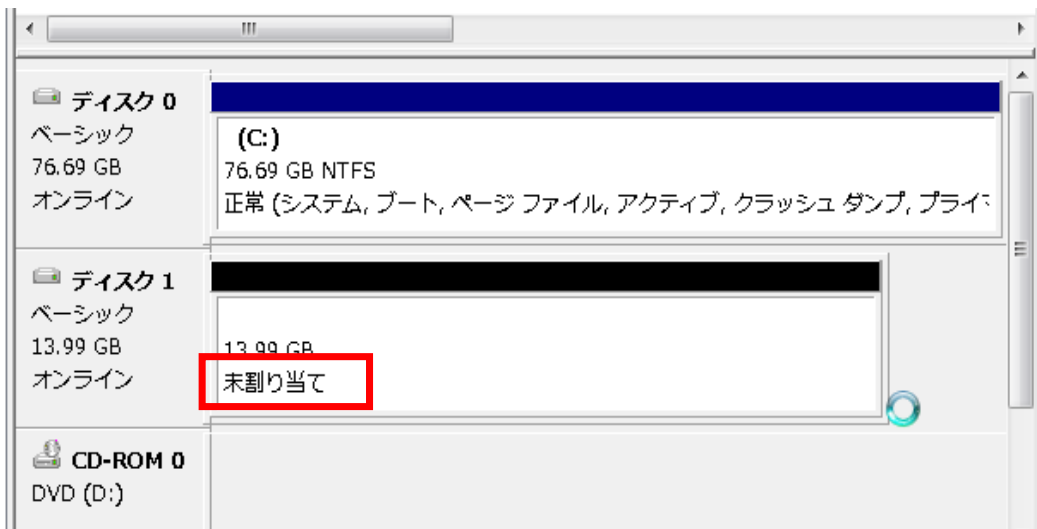 ディスク 0
ベーシック
76.69 GB
オンライン
(C:)
76.69 GB NTFS
正常 (システム, ブート, ページ ファイル, アクティブ, クラッシュ ダンプ, プライマ
ディスク 1
ベーシック
13.99 GB
オンライン
13.99 GB
未割り当て
CD-ROM 0
DVD (D:)